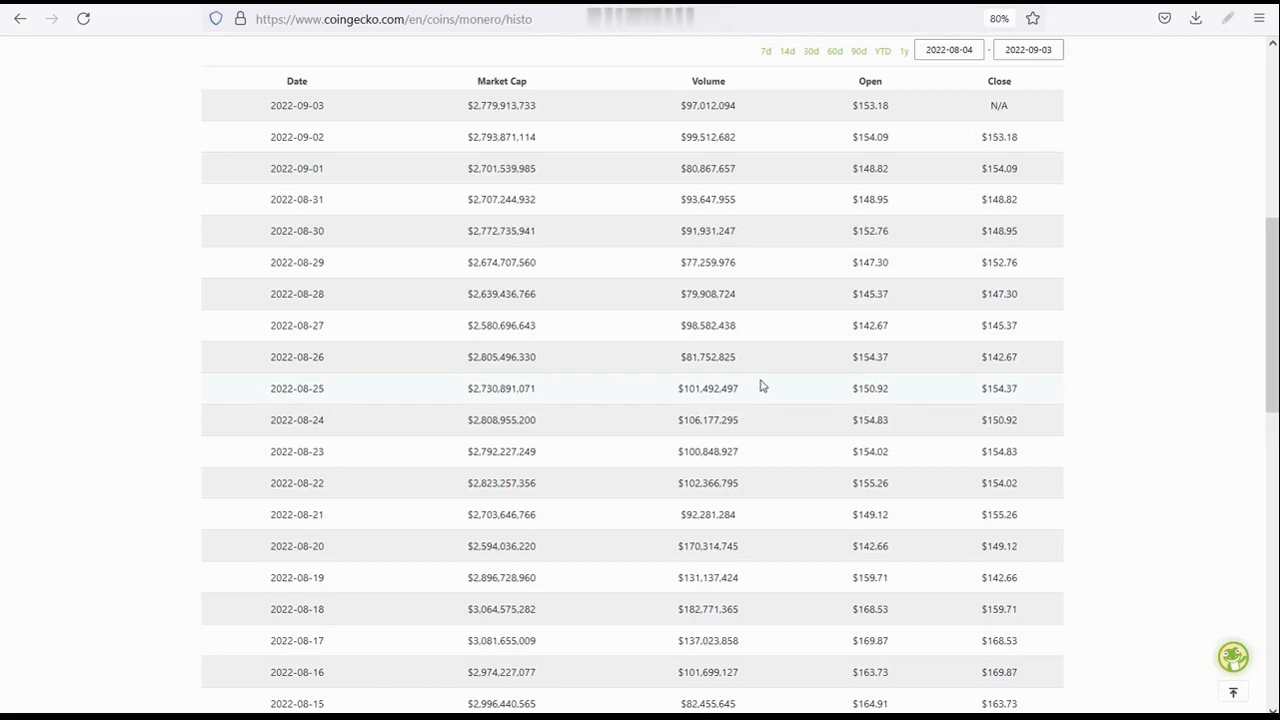 https://www.coingecko.com/en/coins/monero/histo 80%
7d 14d 30d 60d 90d YTD 1y 2022-08-04 - 2022-09-03
Date Market Cap Volume Open Close
2022-09-03 $2,779,913,733 $97,012,094 $153.18 N/A
2022-09-02 $2,793,871,114 $99,512,682 $154.09 $153.18
2022-09-01 $2,701,539,985 $80,867,657 $148.82 $154.09
2022-08-31 $2,707,244,932 $93,647,955 $148.95 $148.82
2022-08-30 $2,772,735,941 $91,931,247 $152.76 $148.95
2022-08-29 $2,674,707,560 $77,259,976 $147.30 $152.76
2022-08-28 $2,639,436,766 $79,908,724 $145.37 $147.30
2022-08-27 $2,580,696,643 $98,582,438 $142.67 $145.37
2022-08-26 $2,805,496,330 $81,752,825 $154.37 $142.67
2022-08-25 $2,730,891,071 $101,492,497 $150.92 $154.37
2022-08-24 $2,808,955,200 $106,177,295 $154.83 $150.92
2022-08-23 $2,792,227,249 $100,848,927 $154.02 $154.83
2022-08-22 $2,823,257,356 $102,366,795 $155.26 $154.02
2022-08-21 $2,703,646,766 $92,281,284 $149.12 $155.26
2022-08-20 $2,594,036,220 $170,314,745 $142.66 $149.12
2022-08-19 $2,896,728,960 $131,137,424 $159.71 $142.66
2022-08-18 $3,064,575,282 $182,771,365 $168.53 $159.71
2022-08-17 $3,081,655,009 $137,023,858 $169.87 $168.53
2022-08-16 $2,974,227,077 $101,699,127 $163.73 $169.87
2022-08-15 $2,996,440,565 $82,455,645 $164.91 $163.73